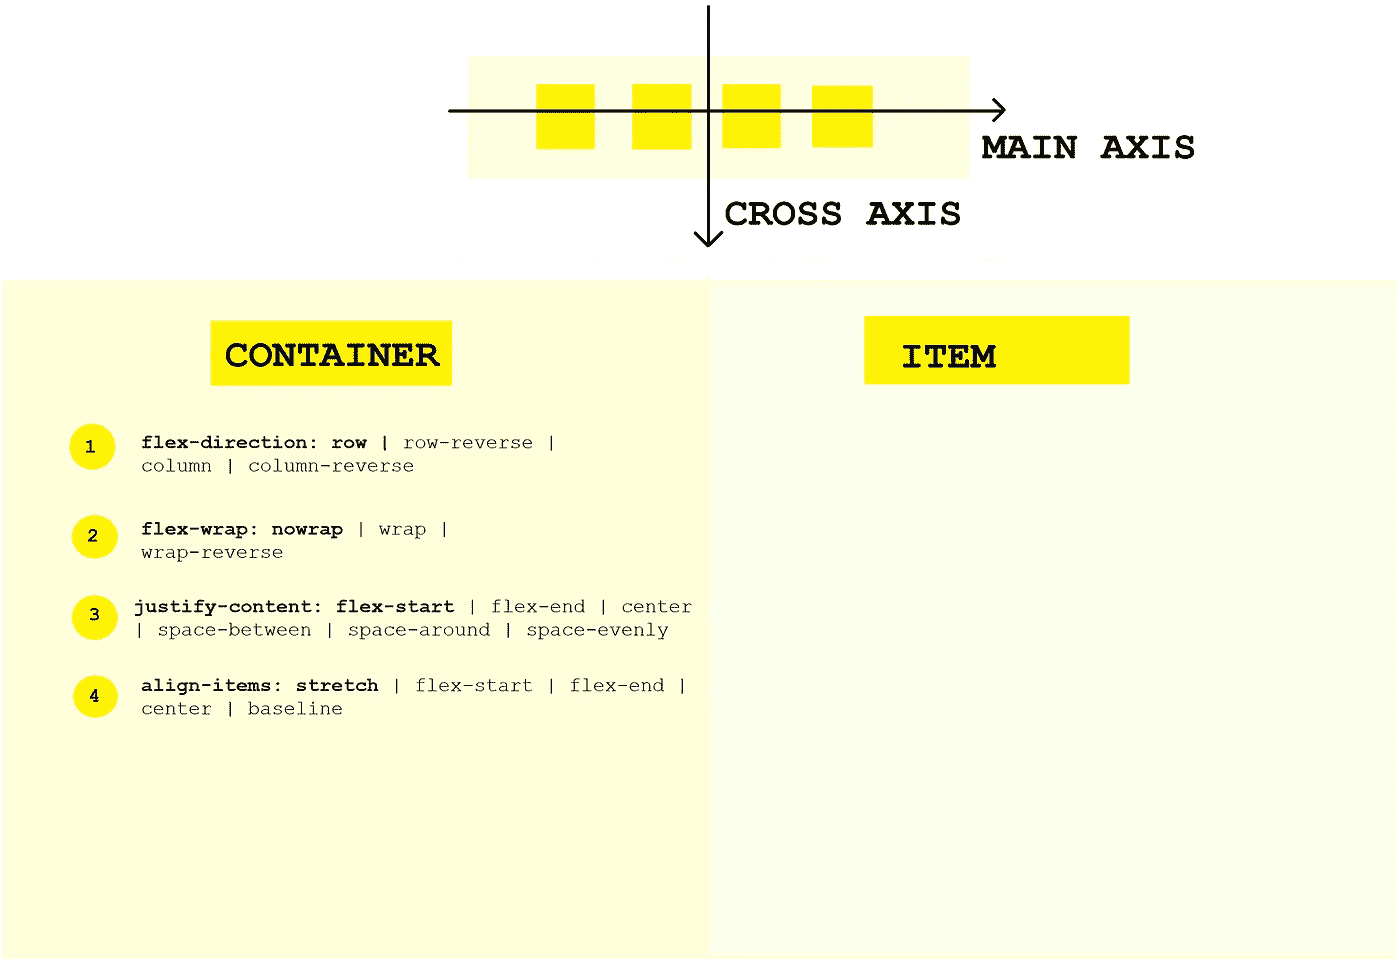 MAIN AXIS
CROSS AXIS
CONTAINER
1
flex-direction: row | row-reverse |
column | column-reverse
2
flex-wrap: nowrap | wrap |
wrap-reverse
3
justify-content: flex-start | flex-end | center
| space-between | space-around | space-evenly
4
align-items: stretch | flex-start | flex-end |
center | baseline
ITEM